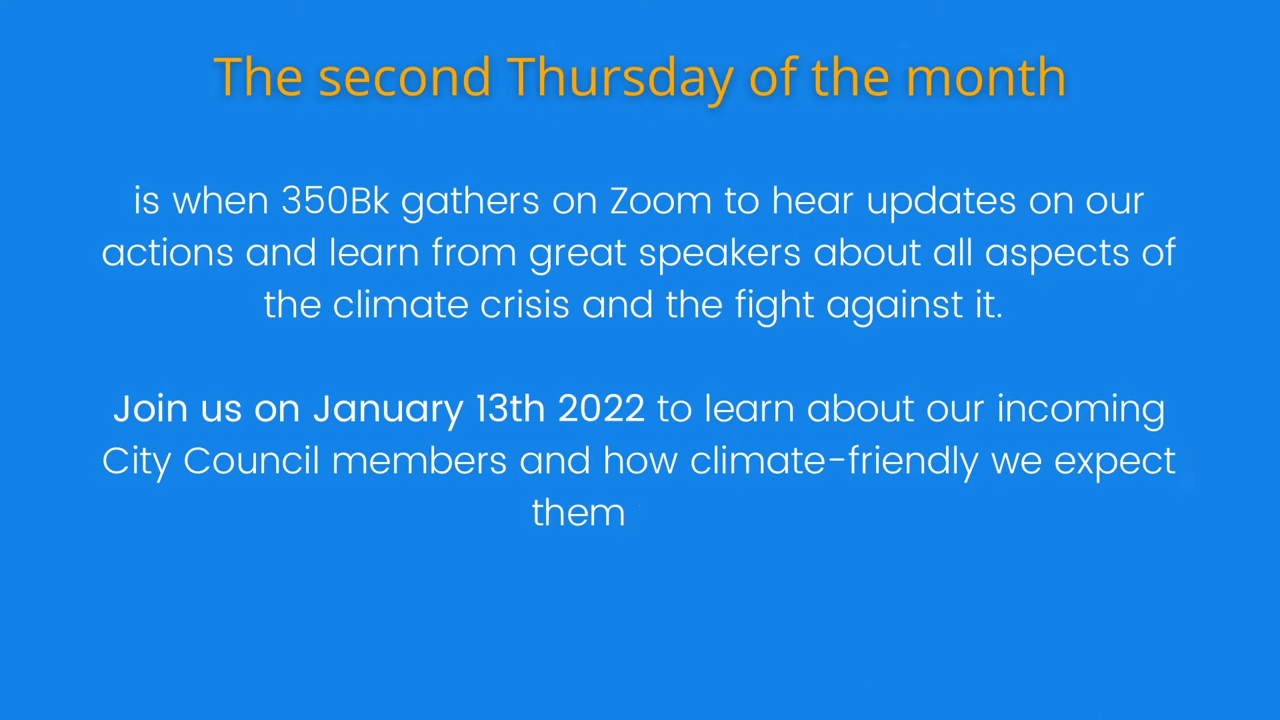 The second Thursday of the month
is when 350Bk gathers on Zoom to hear updates on our
actions and learn from great speakers about all aspects of
the climate crisis and the fight against it.
Join us on January 13th 2022 to learn about our incoming
City Council members and how climate-friendly we expect
them